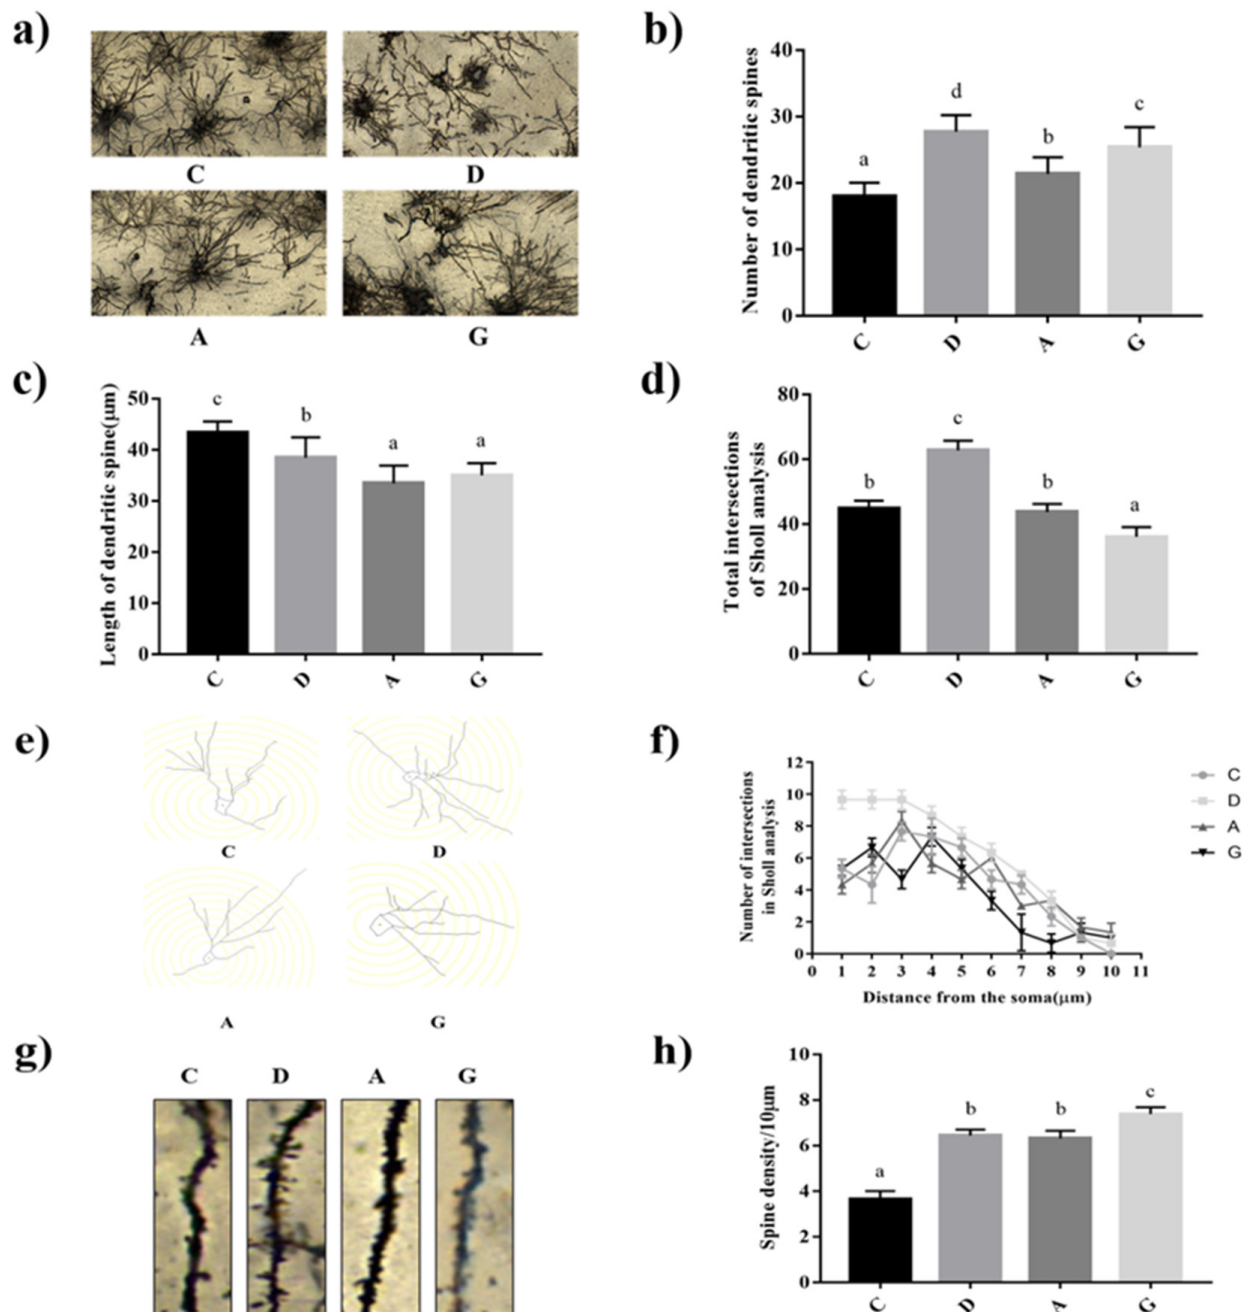 a)
C
D
A
G
b)
Number of dendritic spines
40
30
20
10
0
a
d
b
c
C
D
A
G
c)
Length of dendritic spine(μm)
50
40
30
20
10
0
c
b
a
a
C
D
A
G
d)
Total intersections
of Sholl analysis
80
60
40
20
0
b
c
b
a
C
D
A
G
e)
C
D
A
G
f)
Number of intersections
in Sholl analysis
12
10
8
6
4
2
0
0 1 2 3 4 5 6 7 8 9 10 11
Distance from the soma(μm)
C
D
A
G
g)
C D A G
h)
Spine density/10μm
10
8
6
4
2
0
a
b
b
c
C
D
A
G